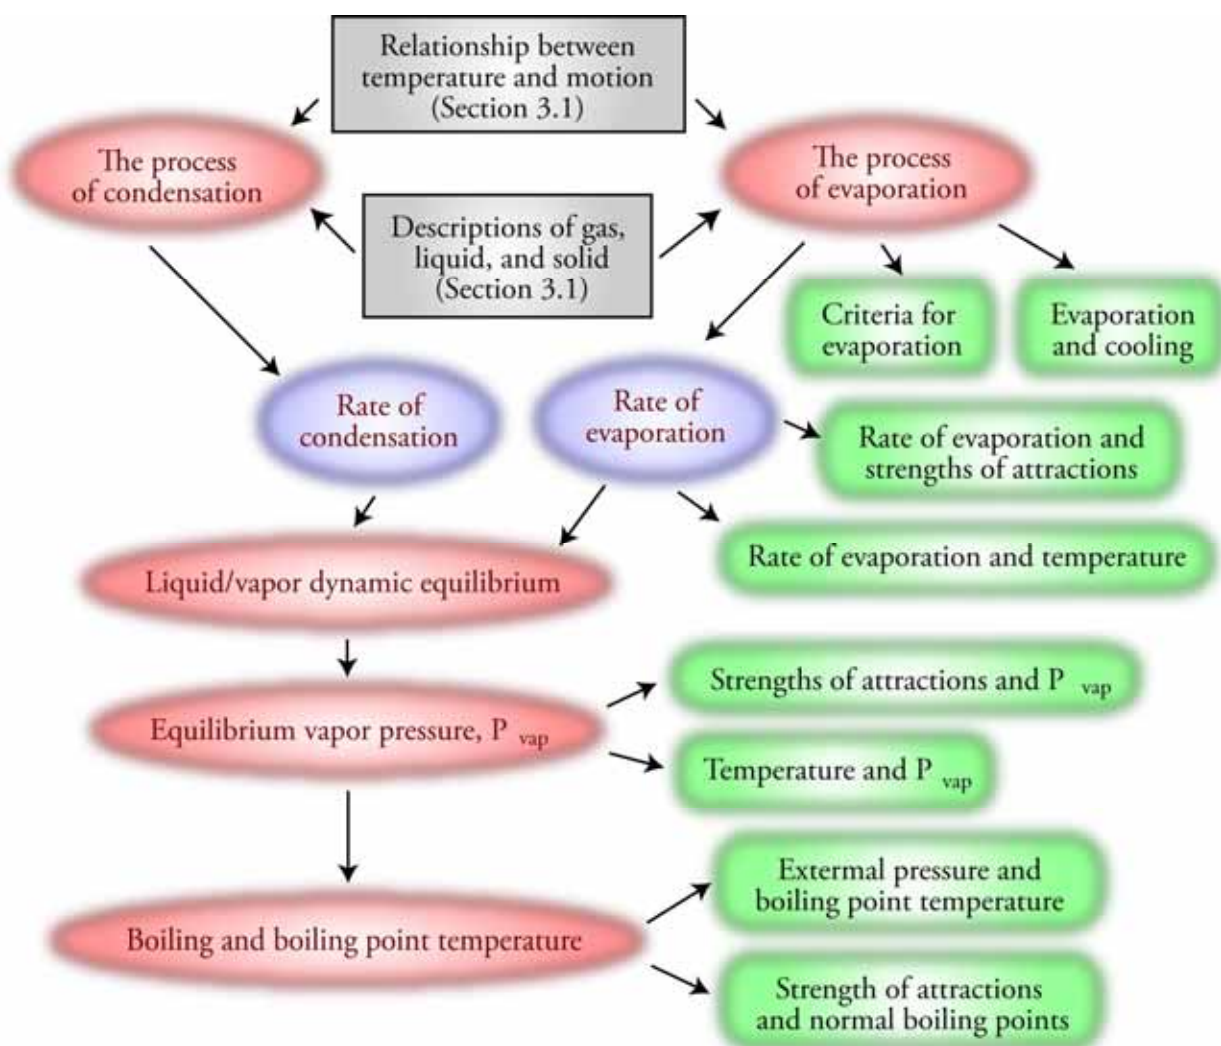 Relationship between
temperature and motion
(Section 3.1)
The process
of condensation
The process
of evaporation
Descriptions of gas,
liquid, and solid
(Section 3.1)
Criteria for
evaporation
Evaporation
and cooling
Rate of
condensation
Rate of
evaporation
Rate of evaporation and
strengths of attractions
Rate of evaporation and temperature
Liquid/vapor dynamic equilibrium
Strengths of attractions and P vap
Equilibrium vapor pressure, P vap
Temperature and P vap
Extermal pressure and
boiling point temperature
Boiling and boiling point temperature
Strength of attractions
and normal boiling points